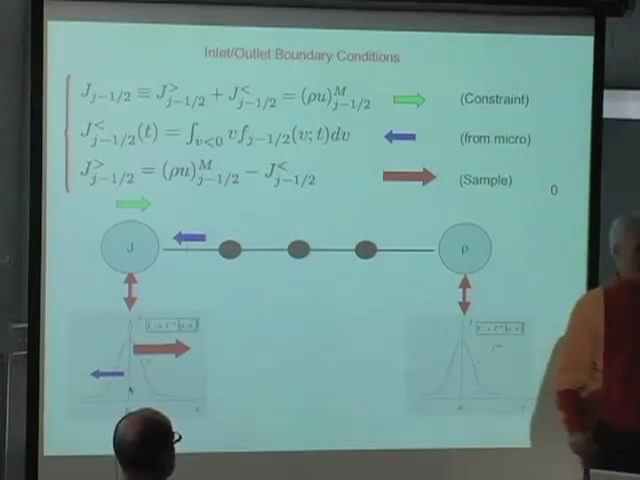 Inlet/Outlet Boundary Conditions
J_{j-1/2} ≡ J^>_{j-1/2} + J^<_{j-1/2} = (ρu)^M_{j-1/2} (Constraint)
J^<_{j-1/2}(t) = ∫_{v<0} v f_{j-1/2}(v; t)dv (from micro)
J^>_{j-1/2} = (ρu)^M_{j-1/2} − J^<_{j-1/2} (Sample)
0
J ρ